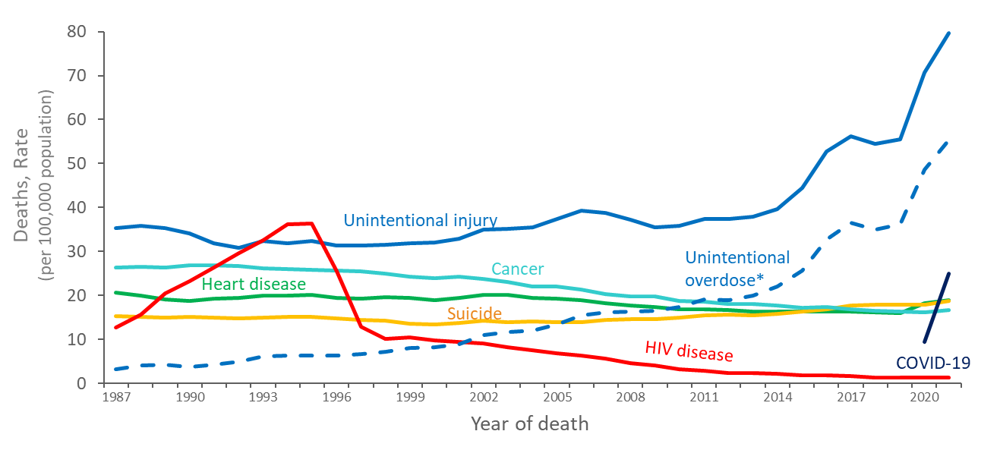 80
70
60
50
40
30
20
10
0
Deaths, Rate
(per 100,000 population)
Unintentional injury
Unintentional
overdose*
Cancer
Heart disease
Suicide
HIV disease
COVID-19
1987 1990 1993 1996 1999 2002 2005 2008 2011 2014 2017 2020
Year of death